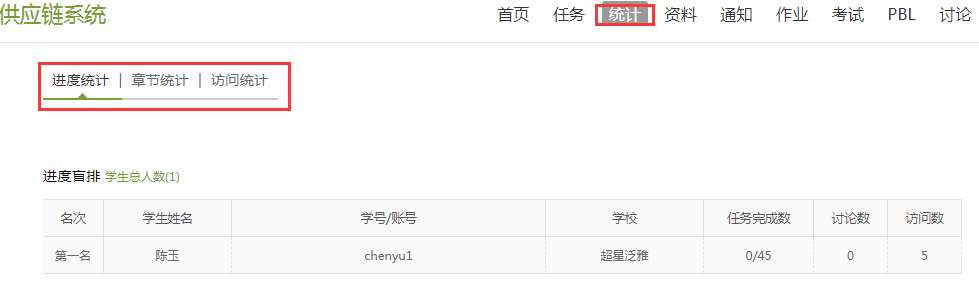 供应链系统 首页 任务 统计 资料 通知 作业 考试 PBL 讨论
进度统计 | 章节统计 | 访问统计
进度盲排 学生总人数(1)
名次 学生姓名 学号/账号 学校 任务完成数 讨论数 访问数
第一名 陈玉 chenyu1 超星泛雅 0/45 0 5